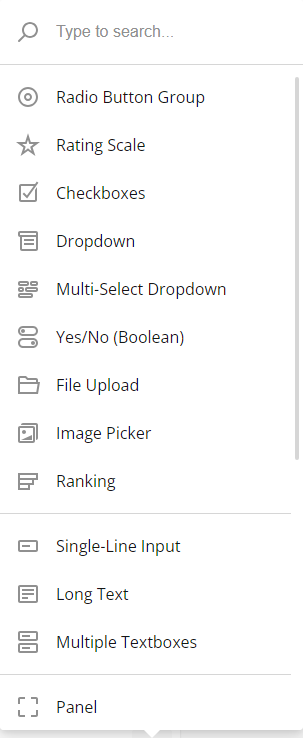 Type to search...
Radio Button Group
Rating Scale
Checkboxes
Dropdown
Multi-Select Dropdown
Yes/No (Boolean)
File Upload
Image Picker
Ranking
Single-Line Input
Long Text
Multiple Textboxes
Panel